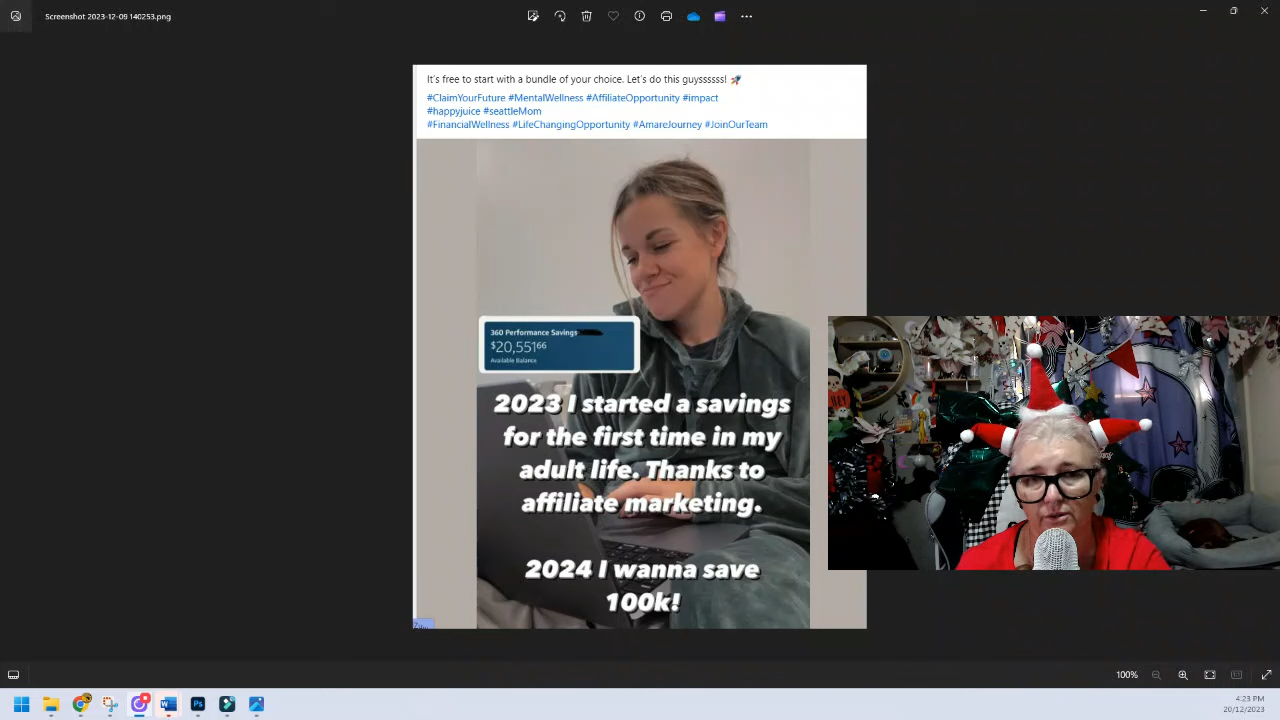 Screenshot 2023-12-09 140253.png
It's free to start with a bundle of your choice. Let's do this guyssssss! 🚀
#ClaimYourFuture #MentalWellness #AffiliateOpportunity #impact
#happyjuice #seattleMom
#FinancialWellness #LifeChangingOpportunity #AmareJourney #JoinOurTeam
360 Performance Savings
$20,55166
Available Balance
2023 I started a savings
for the first time in my
adult life. Thanks to
affiliate marketing.
2024 I wanna save
100k!
100%
4:23 PM
20/12/2023